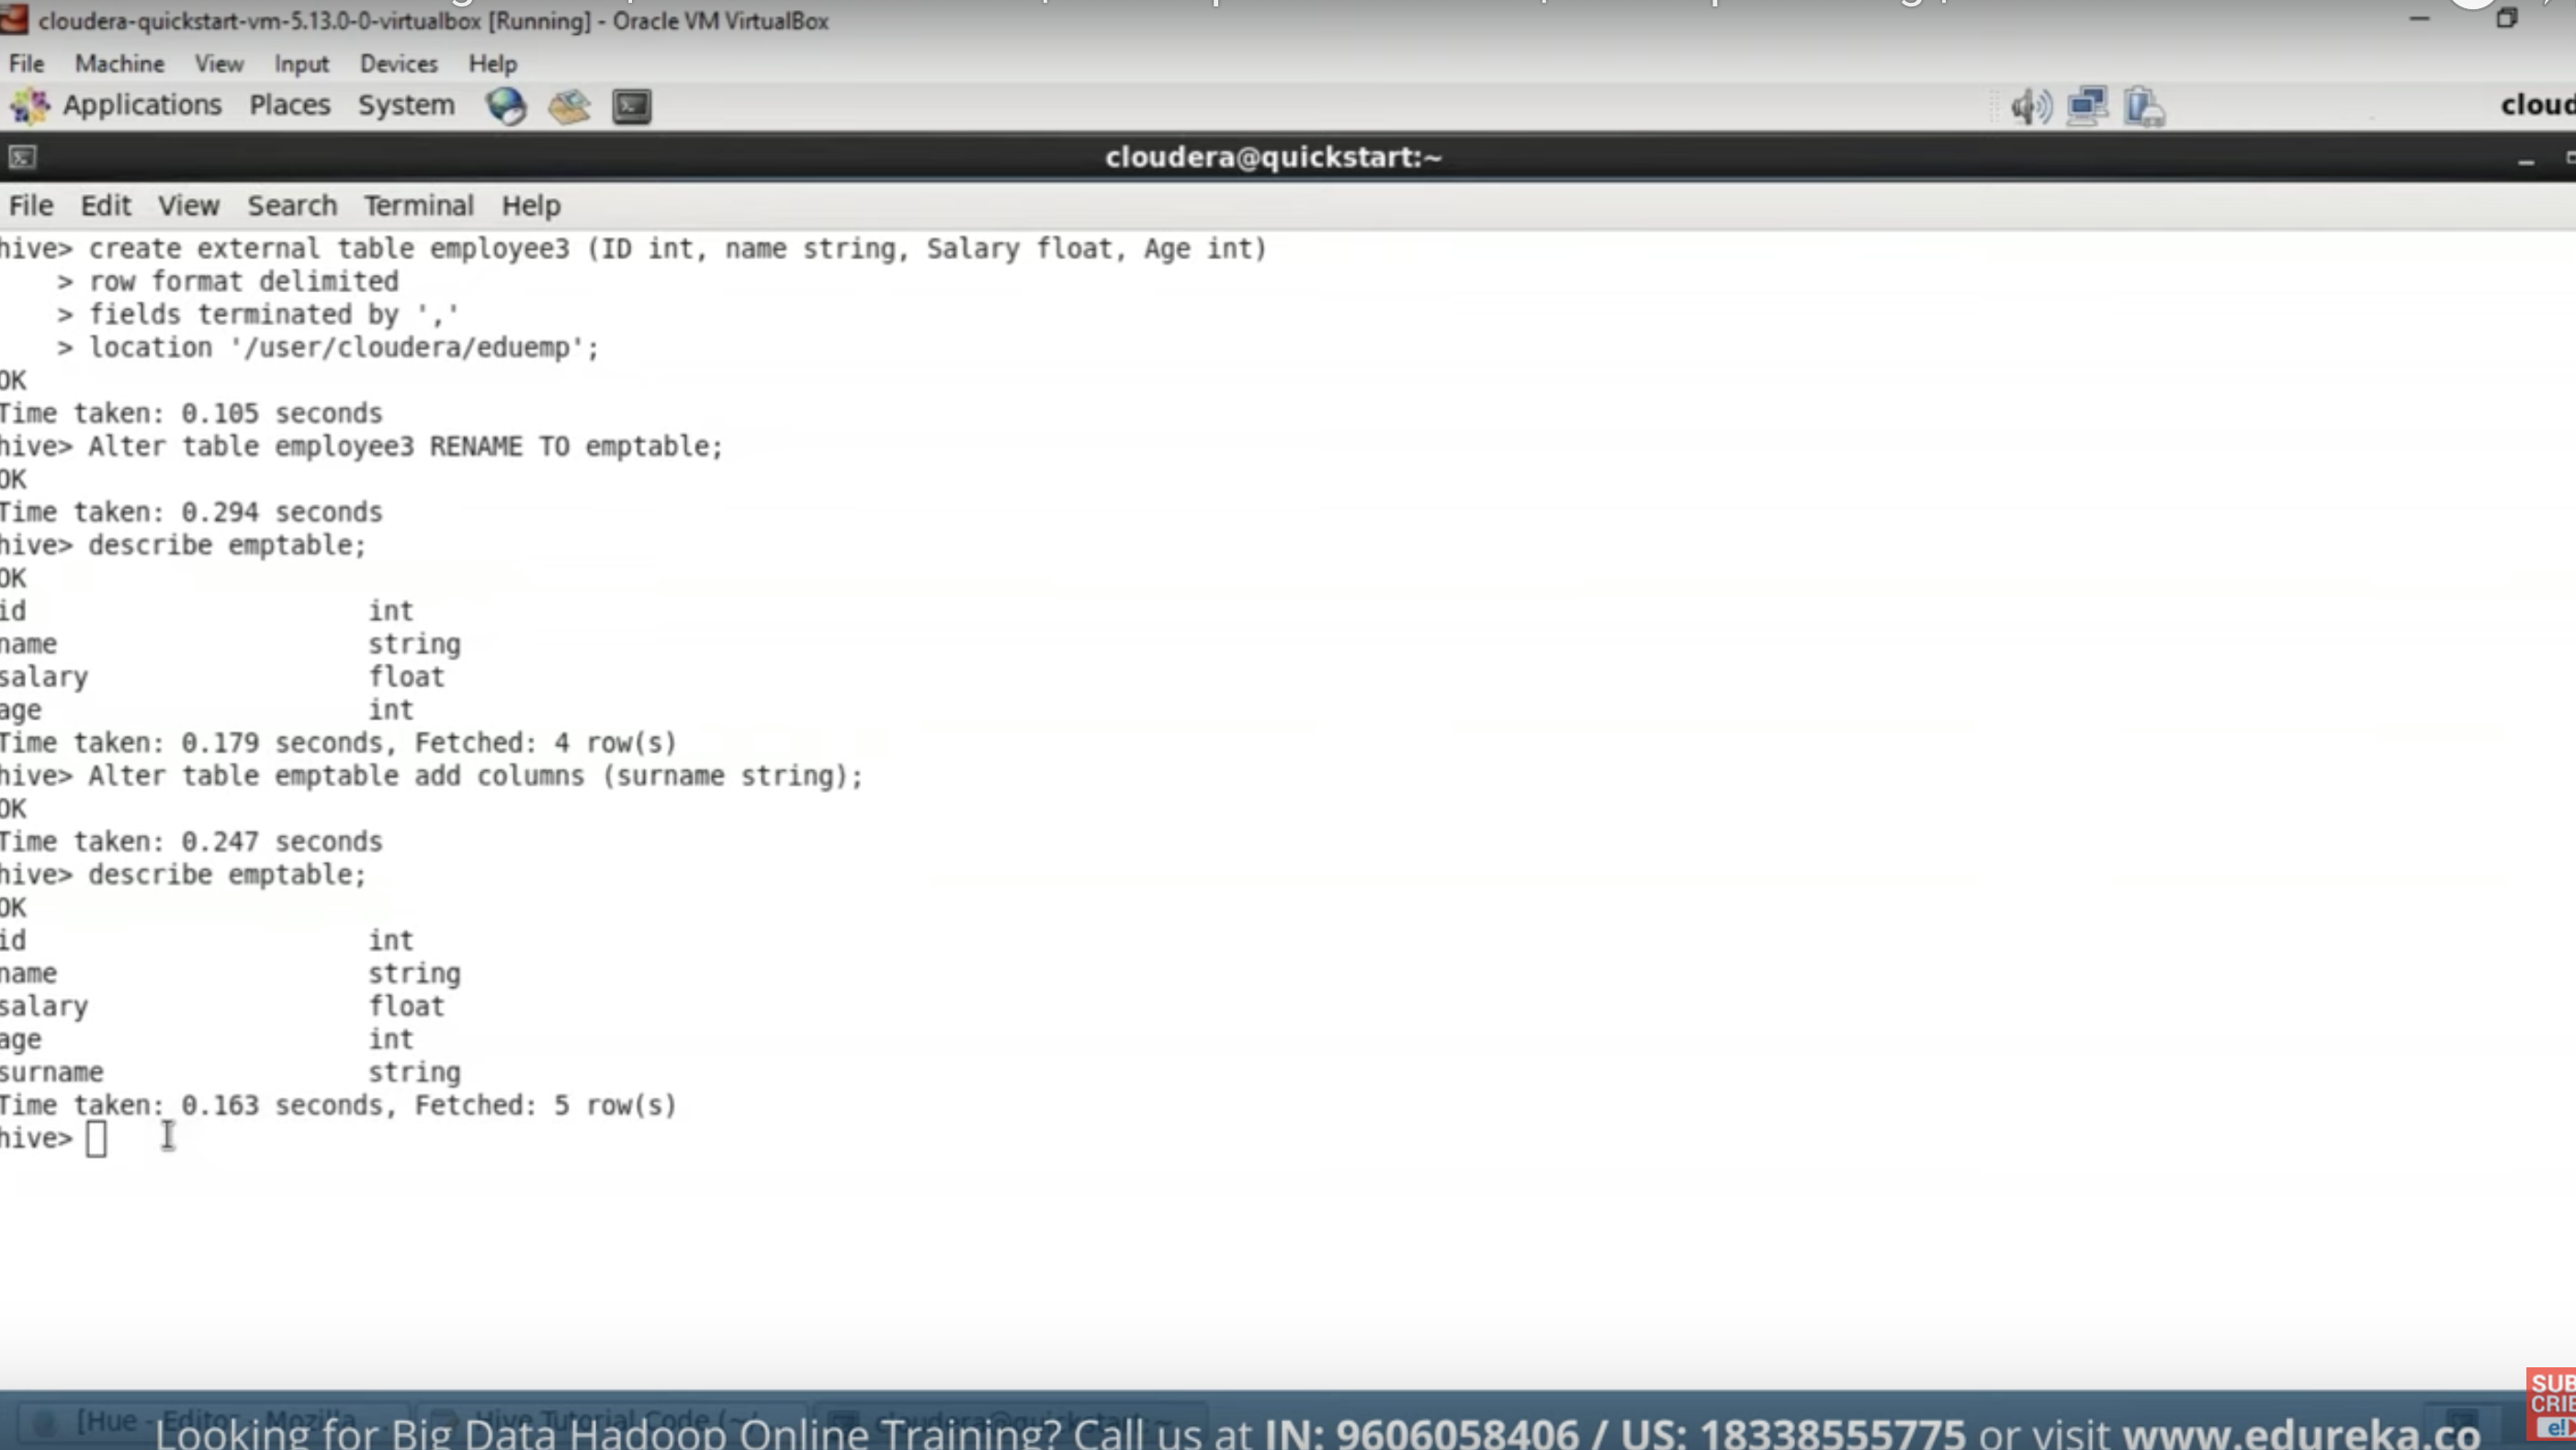 cloudera-quickstart-vm-5.13.0-0-virtualbox [Running] - Oracle VM VirtualBox
File Machine View Input Devices Help
Applications Places System
cloudera@quickstart:~
File Edit View Search Terminal Help
hive> create external table employee3 (ID int, name string, Salary float, Age int)
> row format delimited
> fields terminated by ','
> location '/user/cloudera/eduemp';
OK
Time taken: 0.105 seconds
hive> Alter table employee3 RENAME TO emptable;
OK
Time taken: 0.294 seconds
hive> describe emptable;
OK
id int
name string
salary float
age int
Time taken: 0.179 seconds, Fetched: 4 row(s)
hive> Alter table emptable add columns (surname string);
OK
Time taken: 0.247 seconds
hive> describe emptable;
OK
id int
name string
salary float
age int
surname string
Time taken: 0.163 seconds, Fetched: 5 row(s)
hive>
[Hue - Editor - Mozilla... Hive Tutorial Code (~/... cloudera@quickstart:~
Looking for Big Data Hadoop Online Training? Call us at IN: 9606058406 / US: 18338555775 or visit www.edureka.co